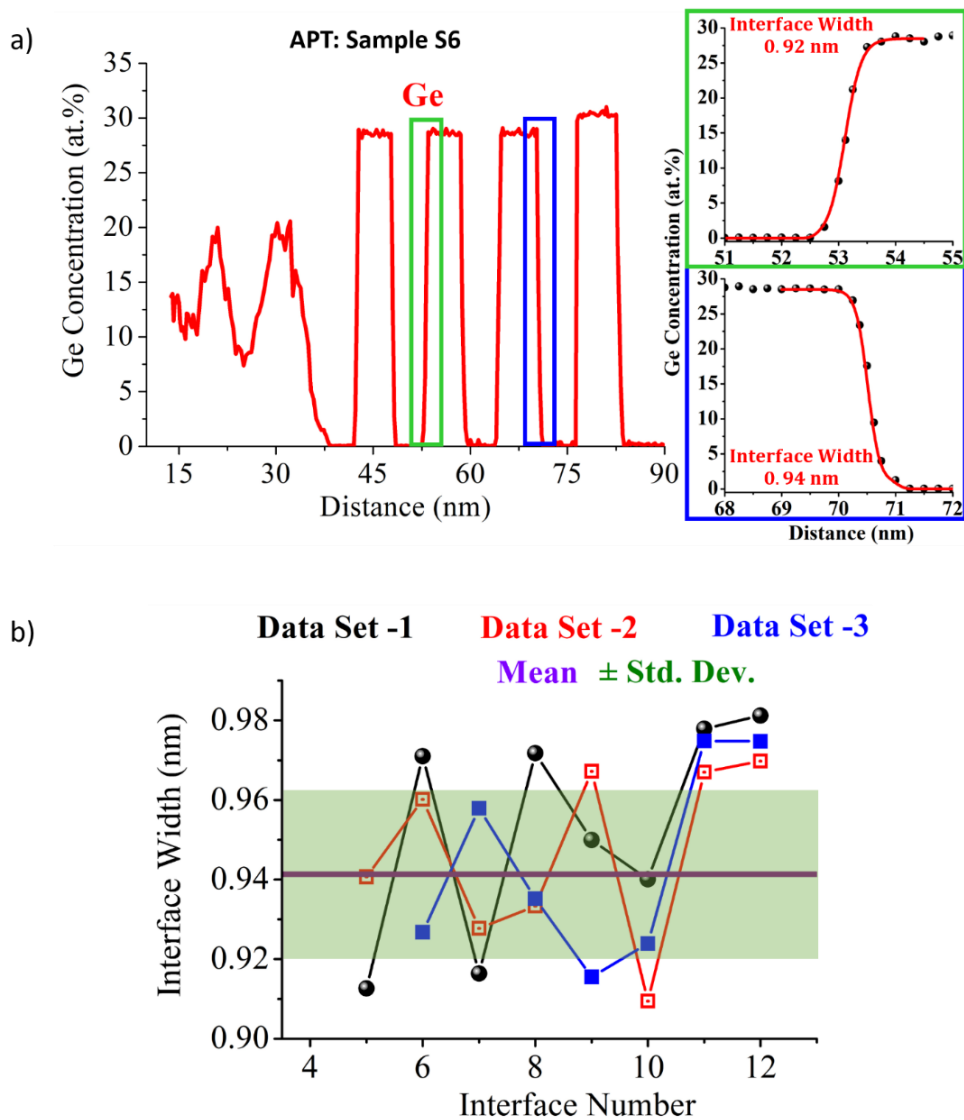 a)
APT: Sample S6
Ge
Ge Concentration (at.%)
35
30
25
20
15
10
5
0
15 30 45 60 75 90
Distance (nm)
Interface Width
0.92 nm
30
25
20
15
10
5
0
51 52 53 54 55
Ge Concentration (at.%)
30
25
20
15
10
5
0
Interface Width
0.94 nm
68 69 70 71 72
Distance (nm)
b)
Data Set -1 Data Set -2 Data Set -3
Mean ± Std. Dev.
Interface Width (nm)
0.98
0.96
0.94
0.92
0.90
4 6 8 10 12
Interface Number